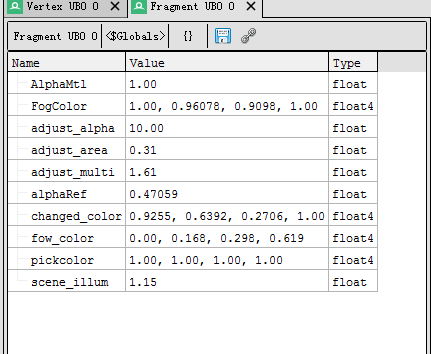 Vertex UBO 0 Fragment UBO 0
Fragment UBO 0 <$Globals> {}
Name Value Type
AlphaMtl 1.00 float
FogColor 1.00, 0.96078, 0.9098, 1.00 float4
adjust_alpha 10.00 float
adjust_area 0.31 float
adjust_multi 1.61 float
alphaRef 0.47059 float
changed_color 0.9255, 0.6392, 0.2706, 1.00 float4
fow_color 0.00, 0.168, 0.298, 0.619 float4
pickcolor 1.00, 1.00, 1.00, 1.00 float4
scene_illum 1.15 float